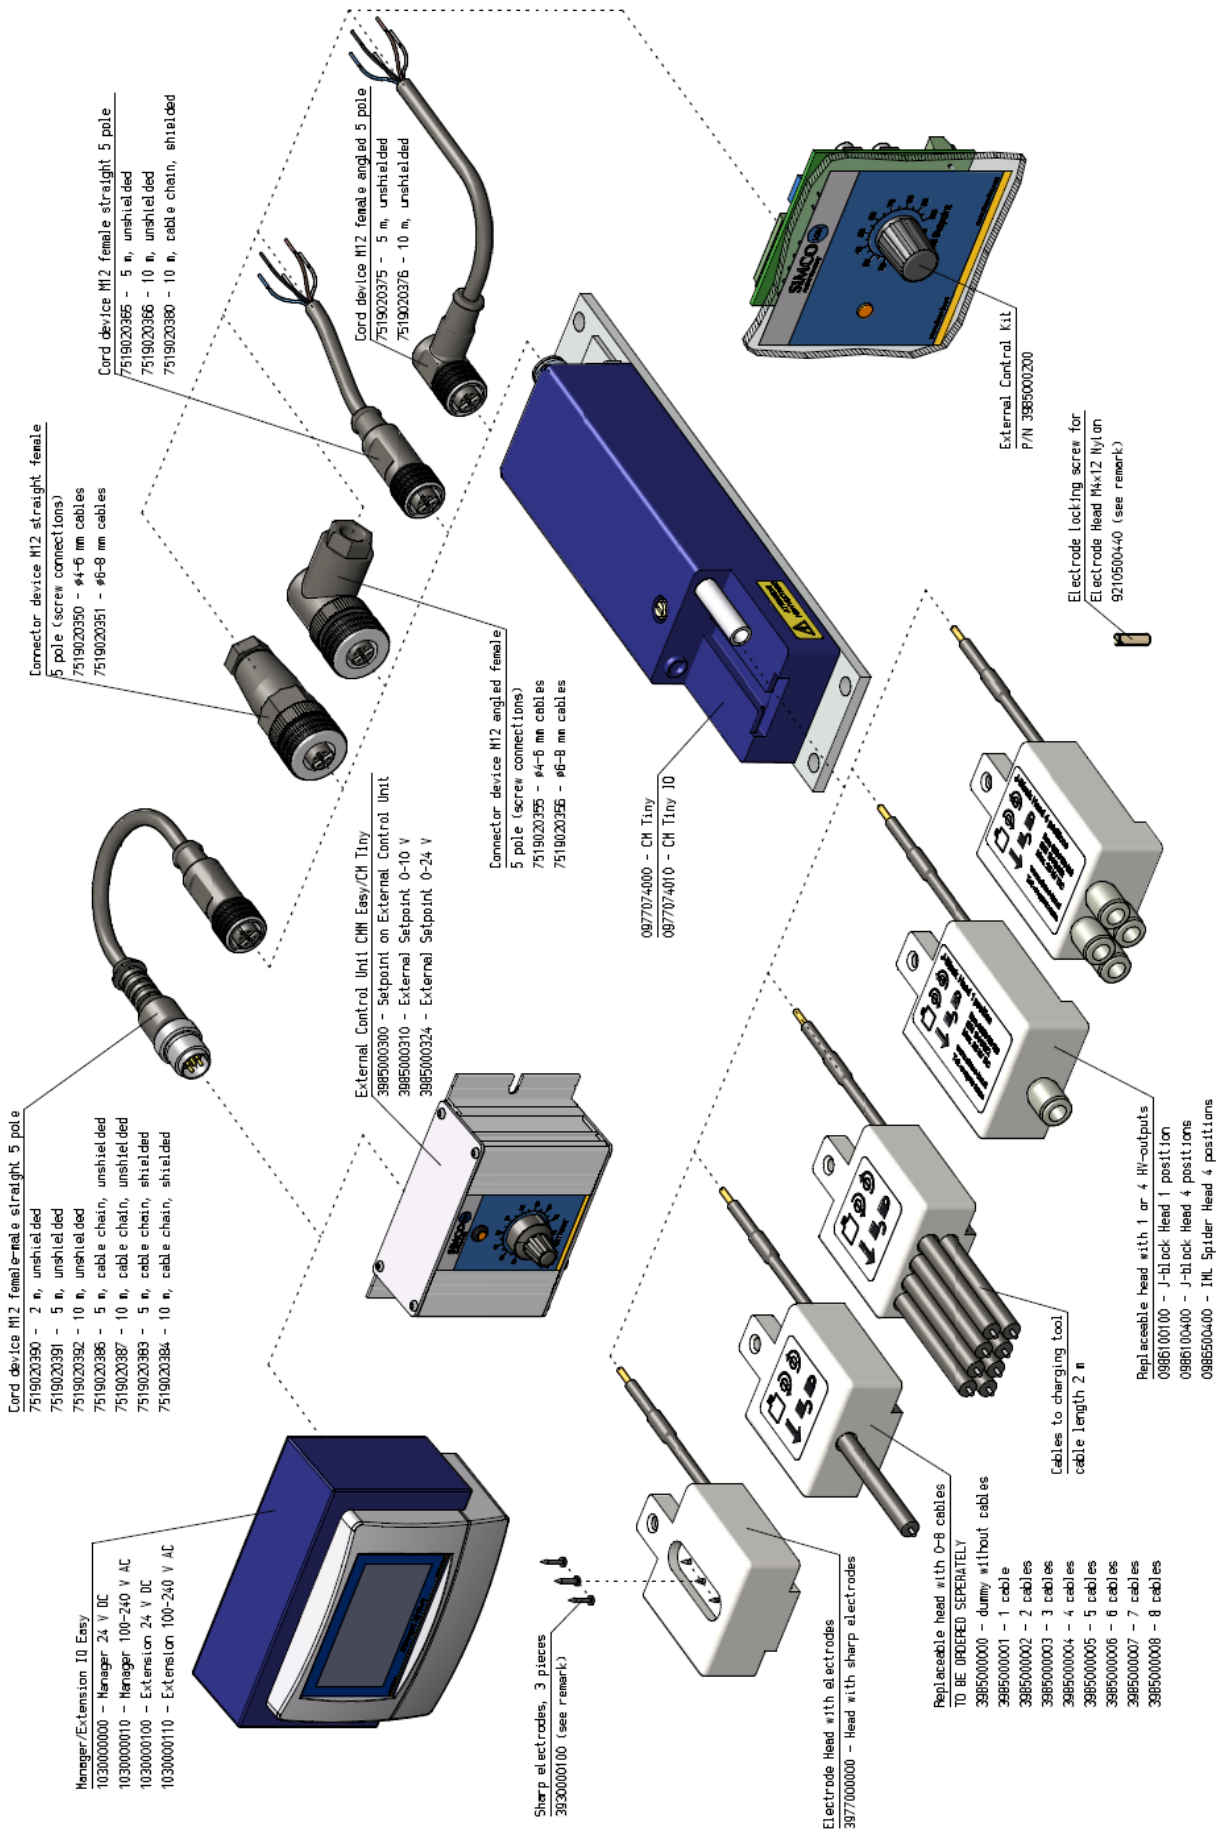 Manager/Extension IQ Easy
1030000000 - Manager 24 V DC
1030000010 - Manager 100-240 V AC
1030000100 - Extension 24 V DC
1030000110 - Extension 100-240 V AC
Cord device M12 female-male straight 5 pole
7519020390 - 2 m, unshielded
7519020391 - 5 m, unshielded
7519020392 - 10 m, unshielded
7519020386 - 5 m, cable chain, unshielded
7519020387 - 10 m, cable chain, unshielded
7519020383 - 5 m, cable chain, shielded
7519020384 - 10 m, cable chain, shielded
Connector device M12 straight female
5 pole (screw connections)
7519020350 - ø4-6 mm cables
7519020351 - ø6-8 mm cables
Cord device M12 female straight 5 pole
7519020365 - 5 m, unshielded
7519020366 - 10 m, unshielded
7519020380 - 10 m, cable chain, shielded
Cord device M12 female angled 5 pole
7519020375 - 5 m, unshielded
7519020376 - 10 m, unshielded
External Control Unit CMM Easy/CM Tiny
3985000300 - Setpoint on External Control Unit
3985000310 - External Setpoint 0-10 V
3985000324 - External Setpoint 0-24 V
Connector device M12 angled female
5 pole (screw connections)
7519020355 - ø4-6 mm cables
7519020356 - ø6-8 mm cables
Sharp electrodes, 3 pieces
3930000100 (see remark)
0977074000 - CM Tiny
0977074010 - CM Tiny IQ
SIMCO
External Control Kit
P/N 3985000200
Electrode locking screw for
Electrode Head M4x12 Nylon
9210500440 (see remark)
Electrode Head with electrodes
3977000000 - Head with sharp electrodes
Replaceable head with 0-8 cables
TO BE ORDERED SEPERATELY
3985000000 - dummy without cables
3985000001 - 1 cable
3985000002 - 2 cables
3985000003 - 3 cables
3985000004 - 4 cables
3985000005 - 5 cables
3985000006 - 6 cables
3985000007 - 7 cables
3985000008 - 8 cables
Cables to charging tool
cable length 2 m
J-Block Head 1 position
J-Block Head 4 positions
Replaceable head with 1 or 4 HV-outputs
0986100100 - J-block Head 1 position
0986100400 - J-block Head 4 positions
0986500400 - IML Spider Head 4 positions